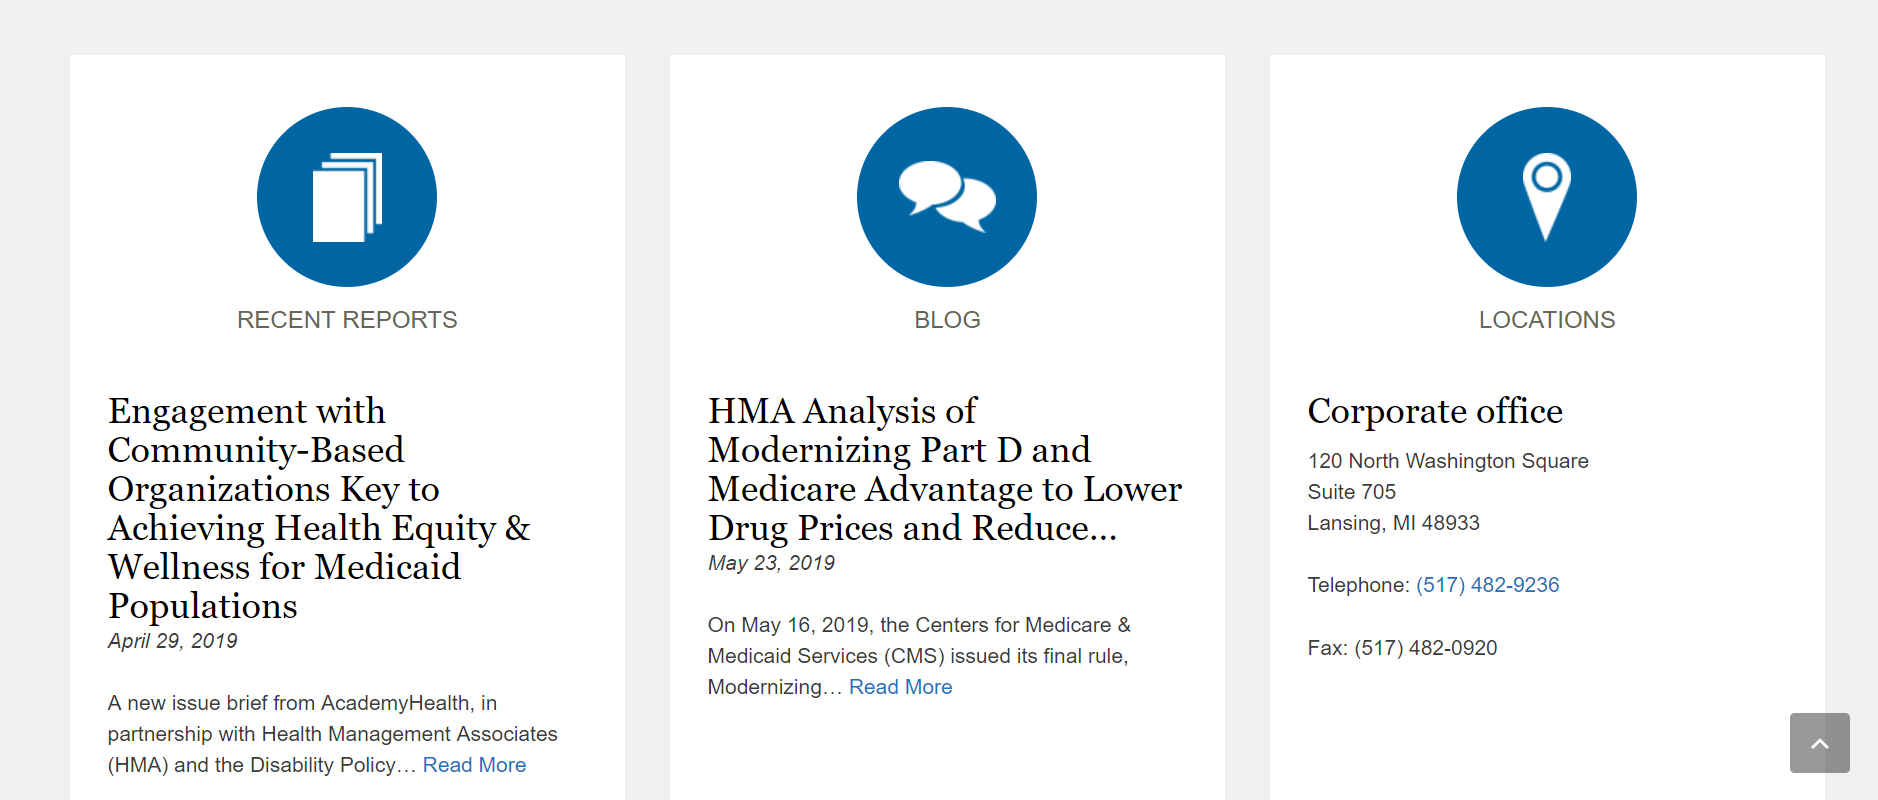 RECENT REPORTS
Engagement with
Community-Based
Organizations Key to
Achieving Health Equity &
Wellness for Medicaid
Populations
April 29, 2019
A new issue brief from AcademyHealth, in
partnership with Health Management Associates
(HMA) and the Disability Policy… Read More
BLOG
HMA Analysis of
Modernizing Part D and
Medicare Advantage to Lower
Drug Prices and Reduce...
May 23, 2019
On May 16, 2019, the Centers for Medicare &
Medicaid Services (CMS) issued its final rule,
Modernizing… Read More
LOCATIONS
Corporate office
120 North Washington Square
Suite 705
Lansing, MI 48933
Telephone: (517) 482-9236
Fax: (517) 482-0920